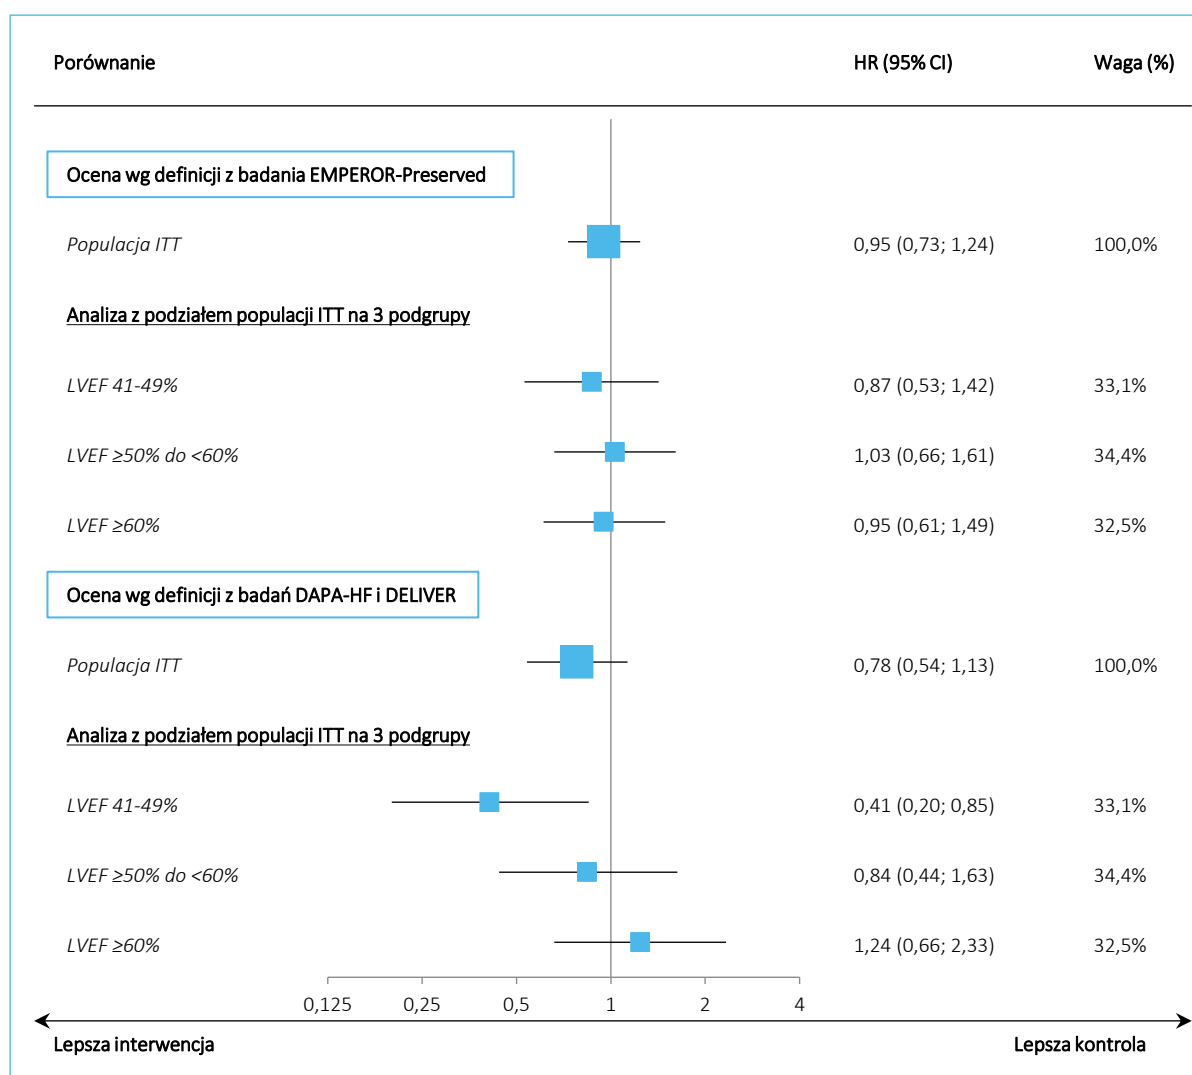 Porównanie HR (95% CI) Waga (%)
Ocena wg definicji z badania EMPEROR-Preserved
Populacja ITT 0,95 (0,73; 1,24) 100,0%
Analiza z podziałem populacji ITT na 3 podgrupy
LVEF 41-49% 0,87 (0,53; 1,42) 33,1%
LVEF ≥50% do <60% 1,03 (0,66; 1,61) 34,4%
LVEF ≥60% 0,95 (0,61; 1,49) 32,5%
Ocena wg definicji z badań DAPA-HF i DELIVER
Populacja ITT 0,78 (0,54; 1,13) 100,0%
Analiza z podziałem populacji ITT na 3 podgrupy
LVEF 41-49% 0,41 (0,20; 0,85) 33,1%
LVEF ≥50% do <60% 0,84 (0,44; 1,63) 34,4%
LVEF ≥60% 1,24 (0,66; 2,33) 32,5%
0,125 0,25 0,5 1 2 4
Lepsza interwencja Lepsza kontrola